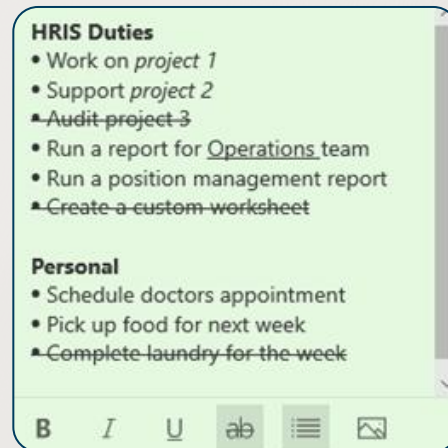 HRIS Duties
• Work on project 1
• Support project 2
• Audit project 3
• Run a report for Operations team
• Run a position management report
• Create a custom worksheet
Personal
• Schedule doctors appointment
• Pick up food for next week
• Complete laundry for the week
B I U ab